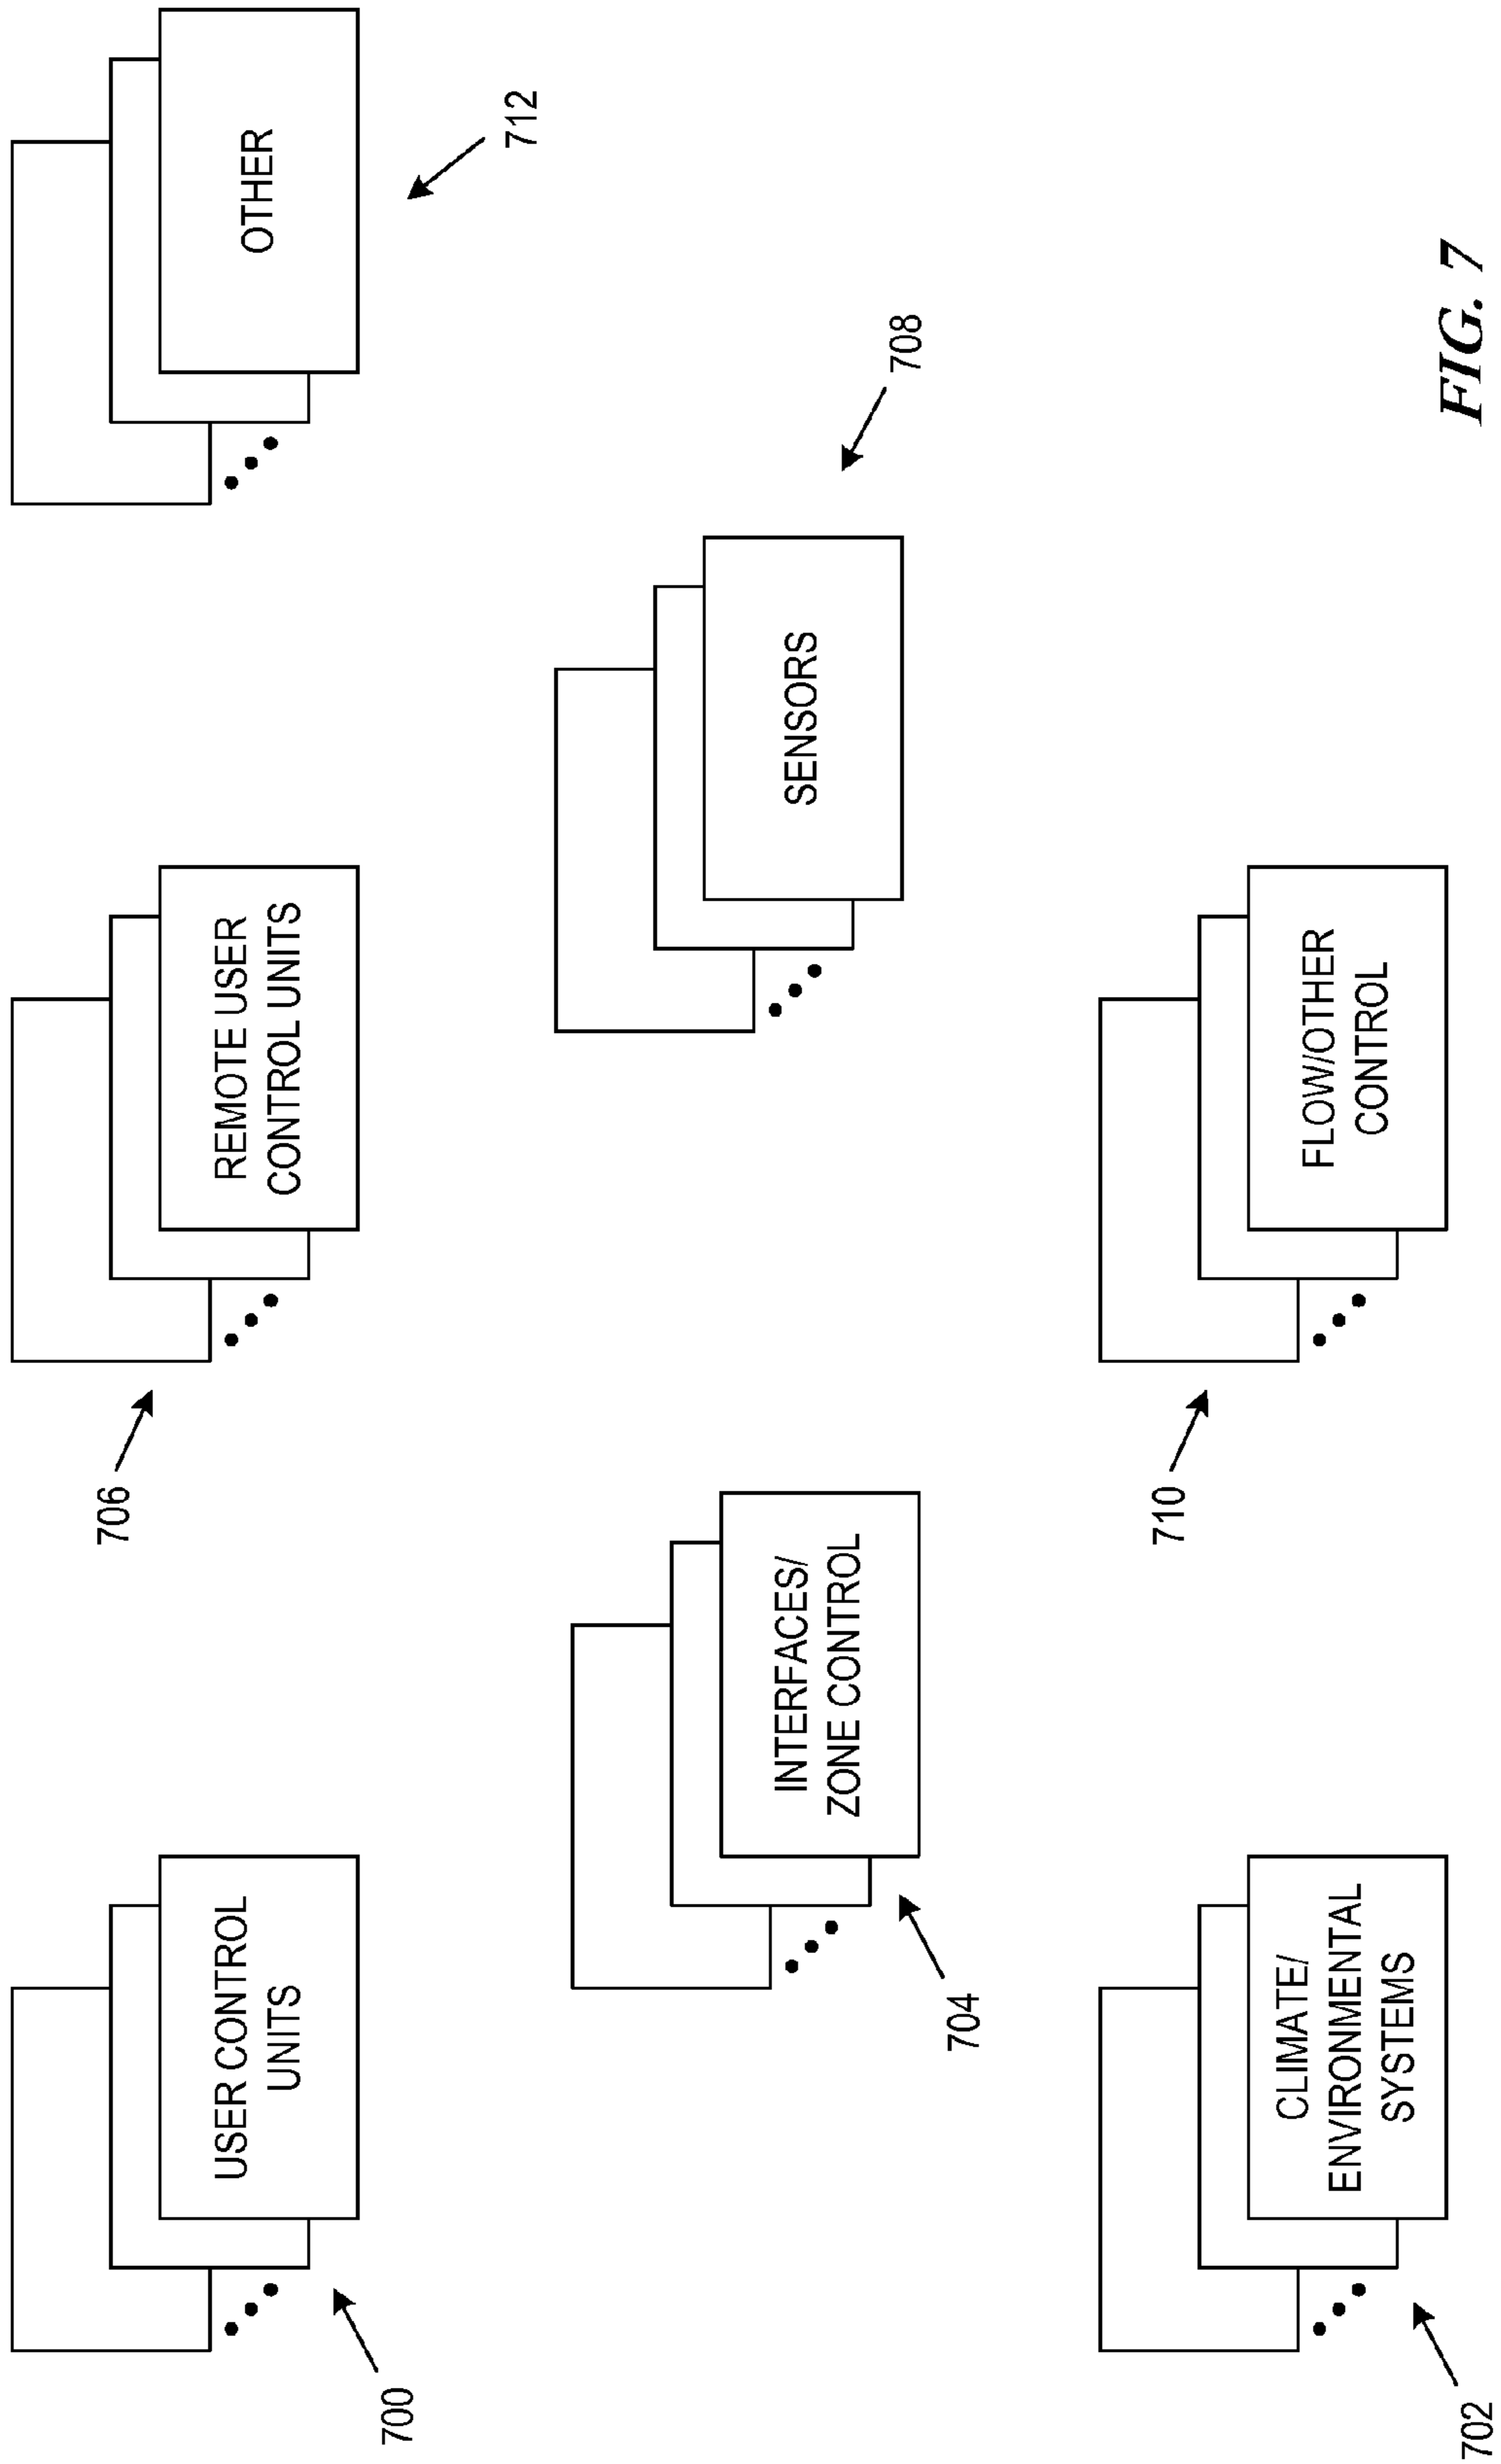 USER CONTROL
UNITS
700
REMOTE USER
CONTROL UNITS
706
OTHER
712
INTERFACES/
ZONE CONTROL
704
SENSORS
708
CLIMATE/
ENVIRONMENTAL
SYSTEMS
702
FLOW/OTHER
CONTROL
710
FIG. 7